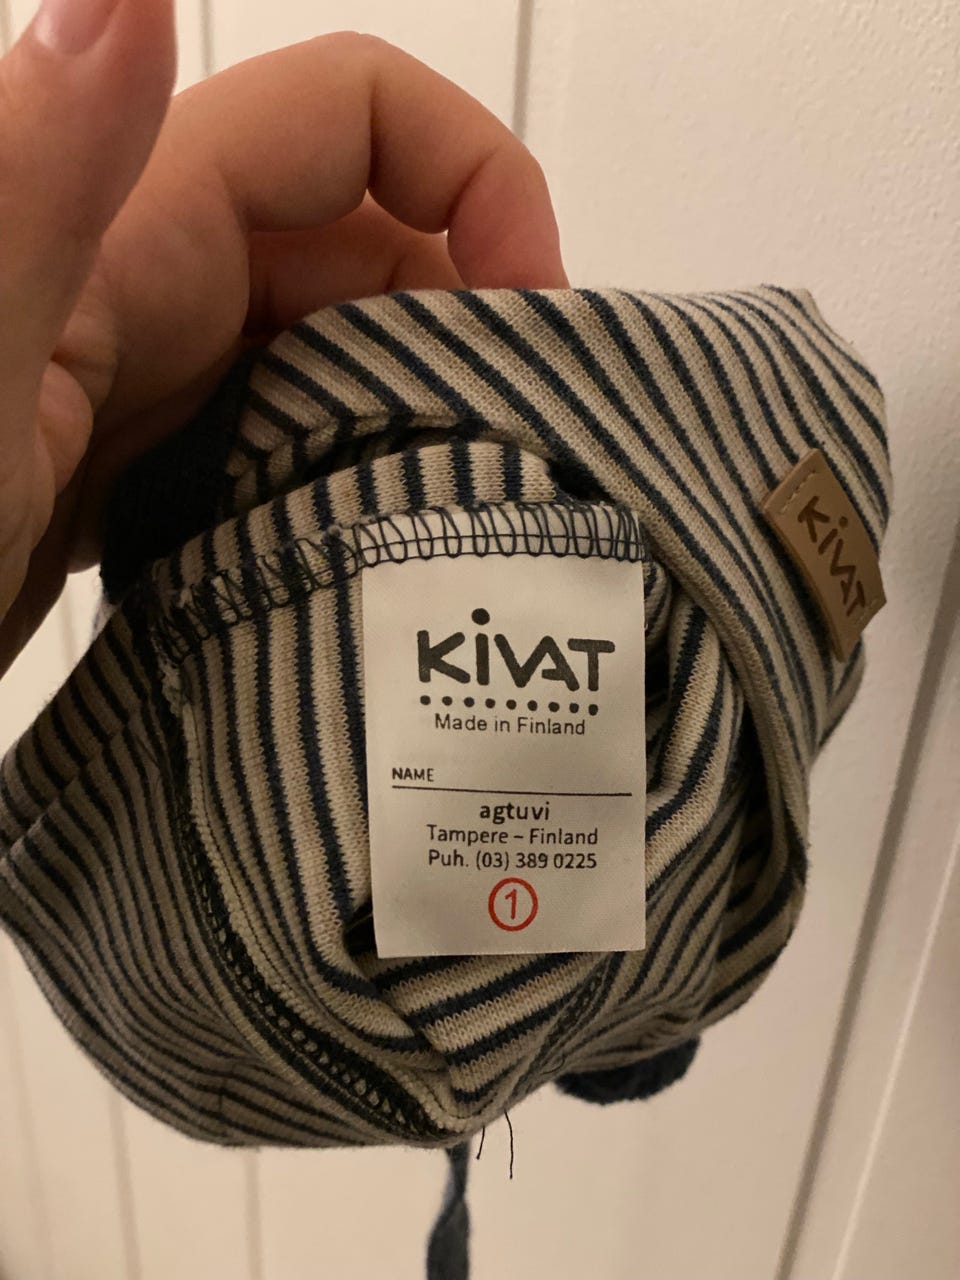 KiVAT
Made in Finland
NAME
agtuvi
Tampere – Finland
Puh. (03) 389 0225
1
KiVAT